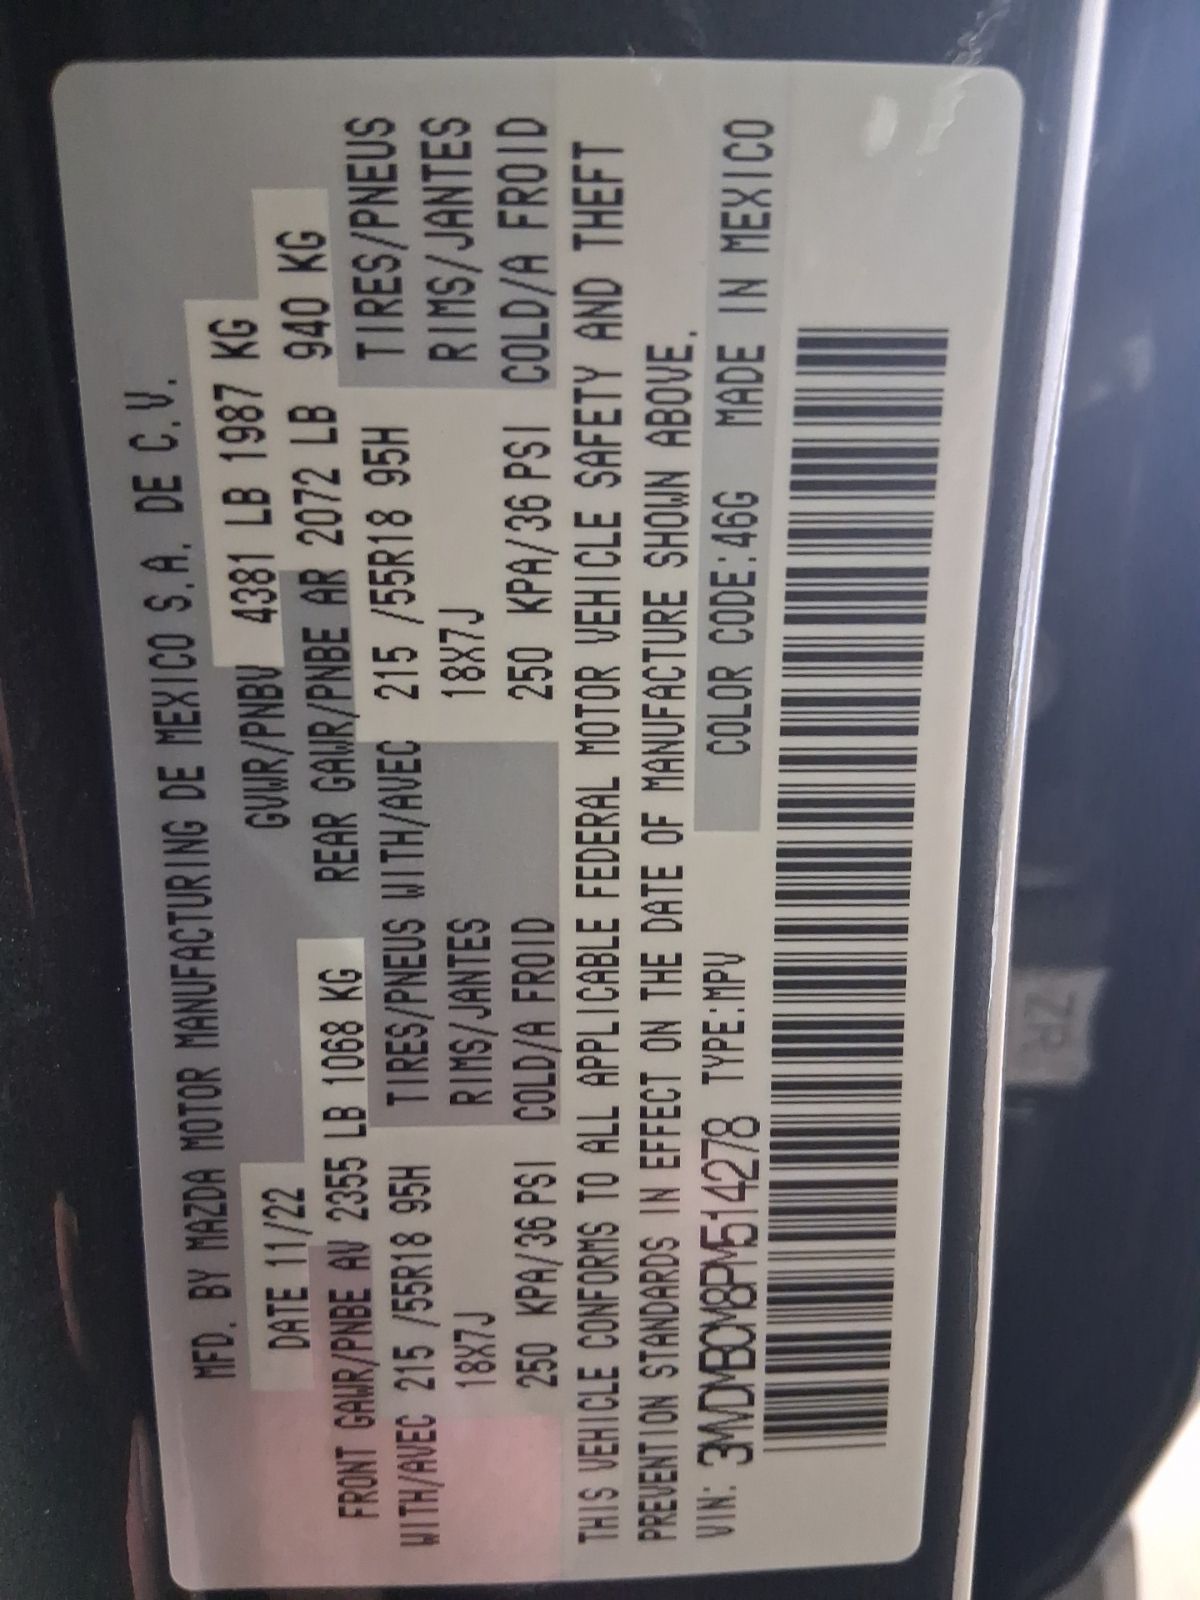 MFD. BY MAZDA MOTOR MANUFACTURING DE MEXICO S.A. DE C.V.
DATE 11/22 GVWR/PNBV 4381 LB 1987 KG
FRONT GAWR/PNBE AV 2355 LB 1068 KG REAR GAWR/PNBE AR 2072 LB 940 KG
WITH/AVEC 215 /55R18 95H TIRES/PNEUS WITH/AVEC 215 /55R18 95H TIRES/PNEUS
18X7J RIMS/JANTES 18X7J RIMS/JANTES
250 KPA/36 PSI COLD/A FROID 250 KPA/36 PSI COLD/A FROID
THIS VEHICLE CONFORMS TO ALL APPLICABLE FEDERAL MOTOR VEHICLE SAFETY AND THEFT
PREVENTION STANDARDS IN EFFECT ON THE DATE OF MANUFACTURE SHOWN ABOVE.
VIN: 3MVDMBCM8PM514278 TYPE:MPV COLOR CODE:46G MADE IN MEXICO